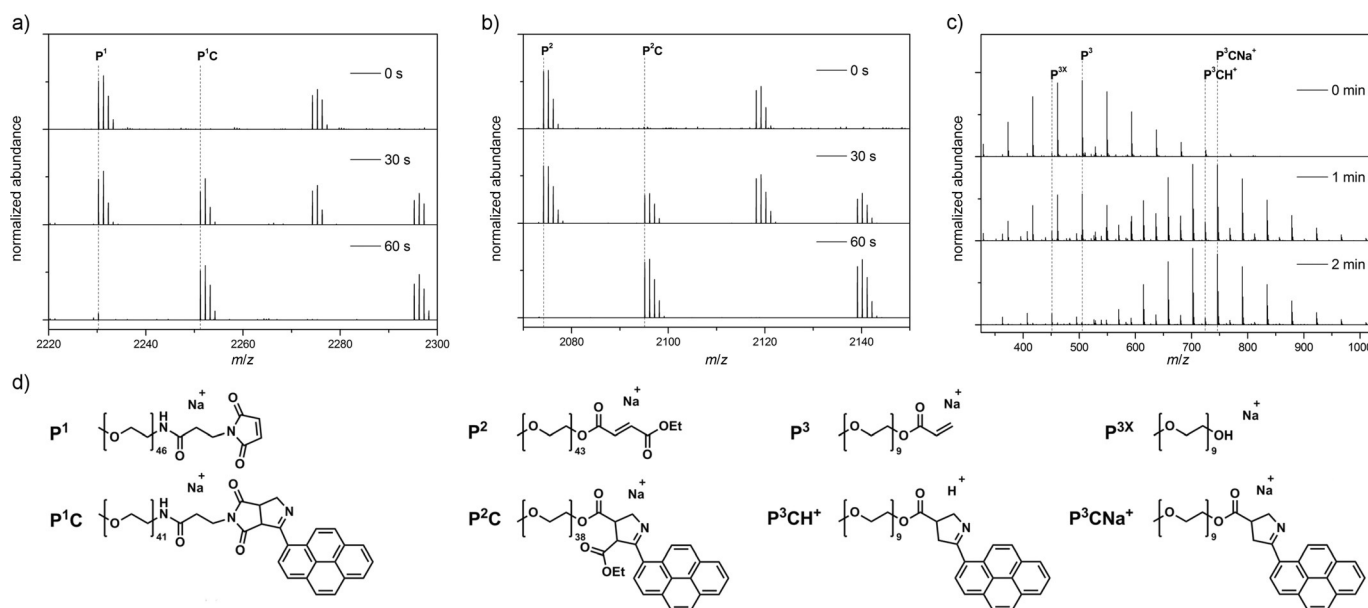 a)
P¹ P¹C
0 s
30 s
60 s
normalized abundance
2220 2240 2260 2280 2300
m/z
b)
P² P²C
0 s
30 s
60 s
normalized abundance
2080 2100 2120 2140
m/z
c)
P³ˣ P³ P³CH⁺ P³CNa⁺
0 min
1 min
2 min
normalized abundance
400 500 600 700 800 900 1000
m/z
d)
P¹ O 46 H N O Na⁺ N O O
P² O 43 O O Na⁺ O OEt
P³ O 9 O O Na⁺
P³ˣ O 9 OH Na⁺
P¹C O 41 H N O Na⁺ N O O N
P²C O 38 O O Na⁺ O OEt N
P³CH⁺ O 9 O O H⁺ N
P³CNa⁺ O 9 O O Na⁺ N